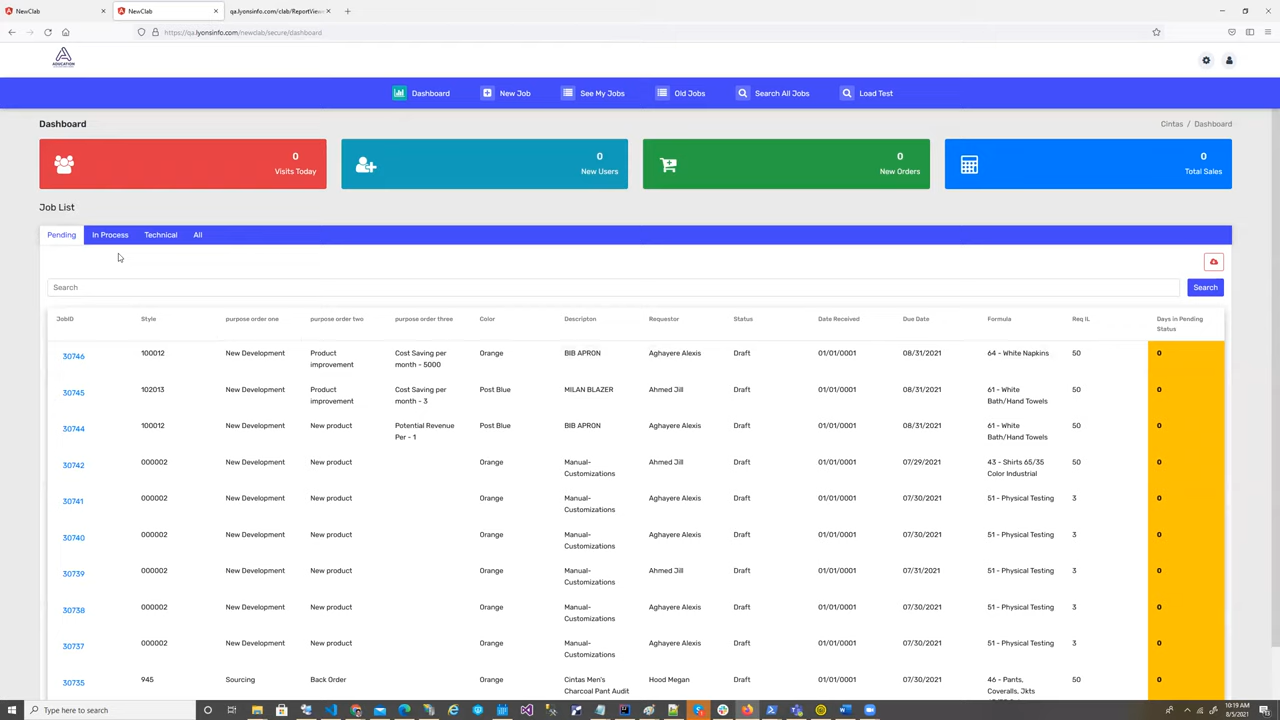 NewClab
NewClab
qa.lyonsinfo.com/clab/ReportViewe
https://qa.lyonsinfo.com/newclab/secure/dashboard
ADUCATION
Dashboard
New Job
See My Jobs
Old Jobs
Search All Jobs
Load Test
Dashboard
Cintas / Dashboard
0
Visits Today
0
New Users
0
New Orders
0
Total Sales
Job List
Pending
In Process
Technical
All
Search
Search
JobID Style purpose order one purpose order two purpose order three Color Descripton Requestor Status Date Received Due Date Formula Req IL Days in Pending
Status
30746 100012 New Development Product Cost Saving per Orange BIB APRON Aghayere Alexis Draft 01/01/0001 08/31/2021 64 - White Napkins 50 0
improvement month - 5000
30745 102013 New Development Product Cost Saving per Post Blue MILAN BLAZER Ahmed Jill Draft 01/01/0001 08/31/2021 61 - White 50 0
improvement month - 3 Bath/Hand Towels
30744 100012 New Development New product Potential Revenue Post Blue BIB APRON Aghayere Alexis Draft 01/01/0001 08/31/2021 61 - White 50 0
Per - 1 Bath/Hand Towels
30742 000002 New Development New product Orange Manual- Ahmed Jill Draft 01/01/0001 07/29/2021 43 - Shirts 65/35 50 0
Customizations Color Industrial
30741 000002 New Development New product Orange Manual- Aghayere Alexis Draft 01/01/0001 07/30/2021 51 - Physical Testing 3 0
Customizations
30740 000002 New Development New product Orange Manual- Aghayere Alexis Draft 01/01/0001 07/30/2021 51 - Physical Testing 3 0
Customizations
30739 000002 New Development New product Orange Manual- Ahmed Jill Draft 01/01/0001 07/31/2021 51 - Physical Testing 3 0
Customizations
30738 000002 New Development New product Orange Manual- Aghayere Alexis Draft 01/01/0001 07/30/2021 51 - Physical Testing 3 0
Customizations
30737 000002 New Development New product Orange Manual- Aghayere Alexis Draft 01/01/0001 07/30/2021 51 - Physical Testing 3 0
Customizations
30735 945 Sourcing Back Order Orange Cintas Men's Hood Megan Draft 01/01/0001 07/30/2021 46 - Pants, 50 0
Charcoal Pant Audit Coveralls, Jkts
Type here to search
10:19 AM
8/5/2021